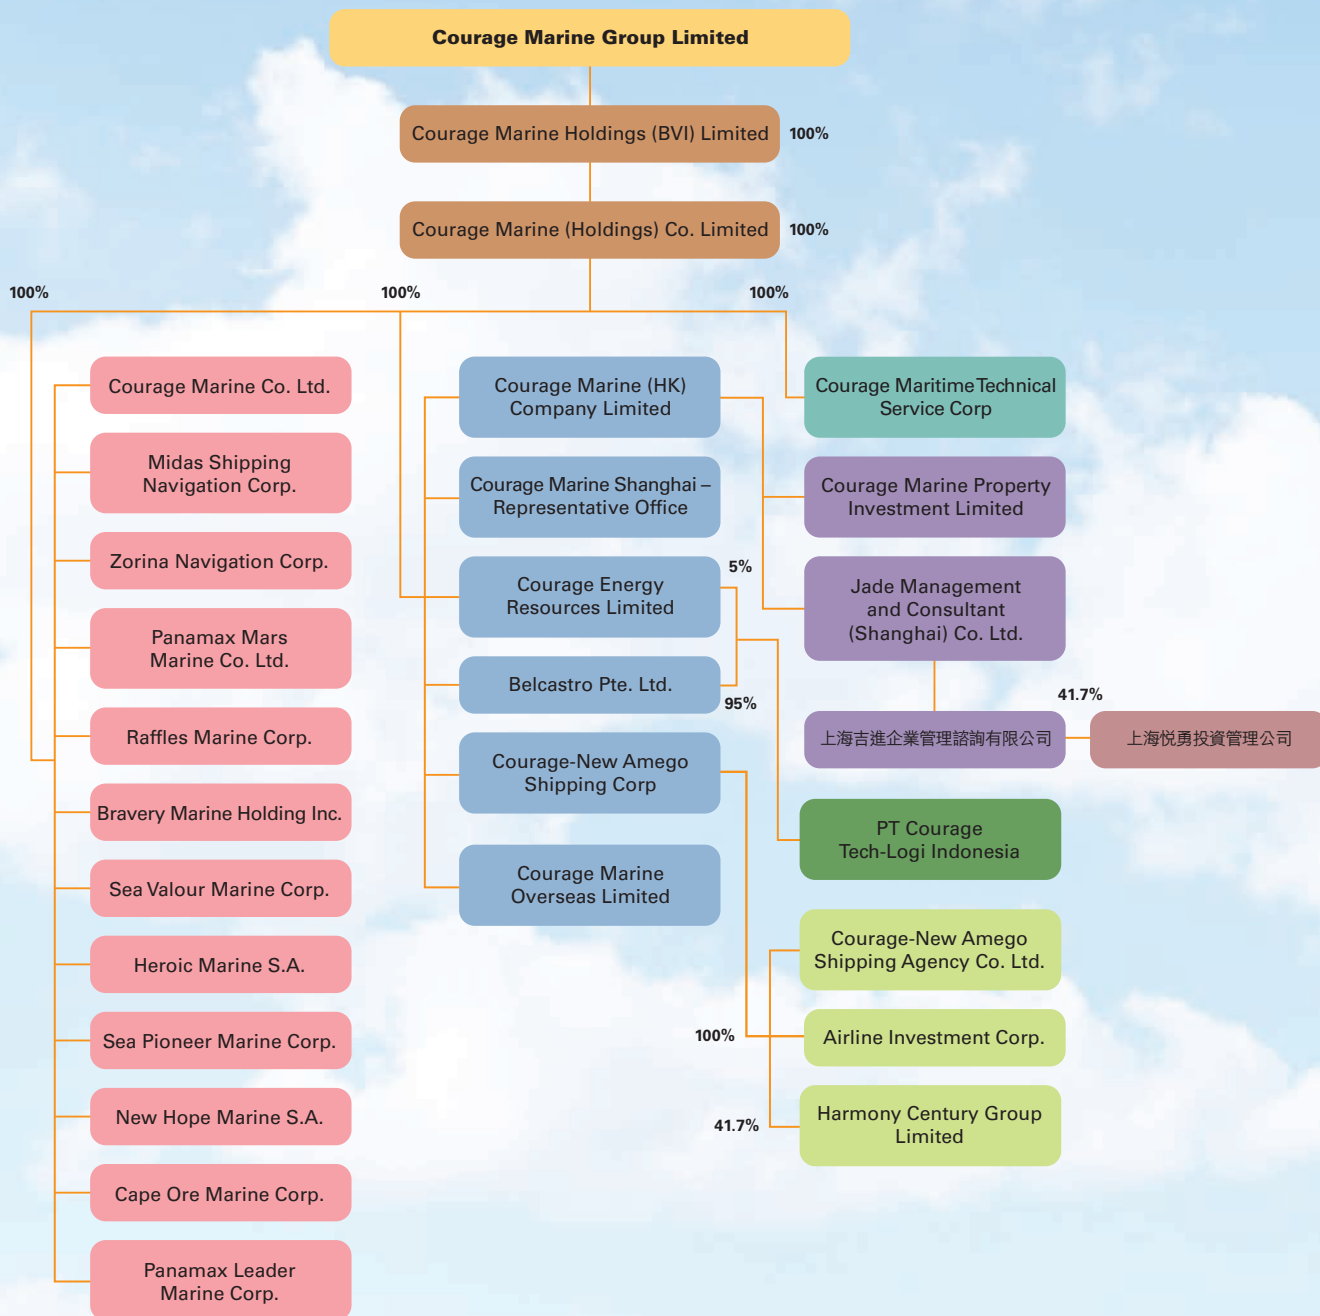 Courage Marine Group Limited
Courage Marine Holdings (BVI) Limited
100%
Courage Marine (Holdings) Co. Limited
100%
100%
100%
100%
Courage Marine Co. Ltd.
Midas Shipping
Navigation Corp.
Zorina Navigation Corp.
Panamax Mars
Marine Co. Ltd.
Raffles Marine Corp.
Bravery Marine Holding Inc.
Sea Valour Marine Corp.
Heroic Marine S.A.
Sea Pioneer Marine Corp.
New Hope Marine S.A.
Cape Ore Marine Corp.
Panamax Leader
Marine Corp.
Courage Marine (HK)
Company Limited
Courage Marine Shanghai –
Representative Office
Courage Energy
Resources Limited
5%
Belcastro Pte. Ltd.
95%
Courage-New Amego
Shipping Corp
Courage Marine
Overseas Limited
Courage Maritime Technical
Service Corp
Courage Marine Property
Investment Limited
Jade Management
and Consultant
(Shanghai) Co. Ltd.
上海吉進企業管理諮詢有限公司
41.7%
上海悦勇投資管理公司
PT Courage
Tech-Logi Indonesia
Courage-New Amego
Shipping Agency Co. Ltd.
100%
Airline Investment Corp.
41.7%
Harmony Century Group
Limited